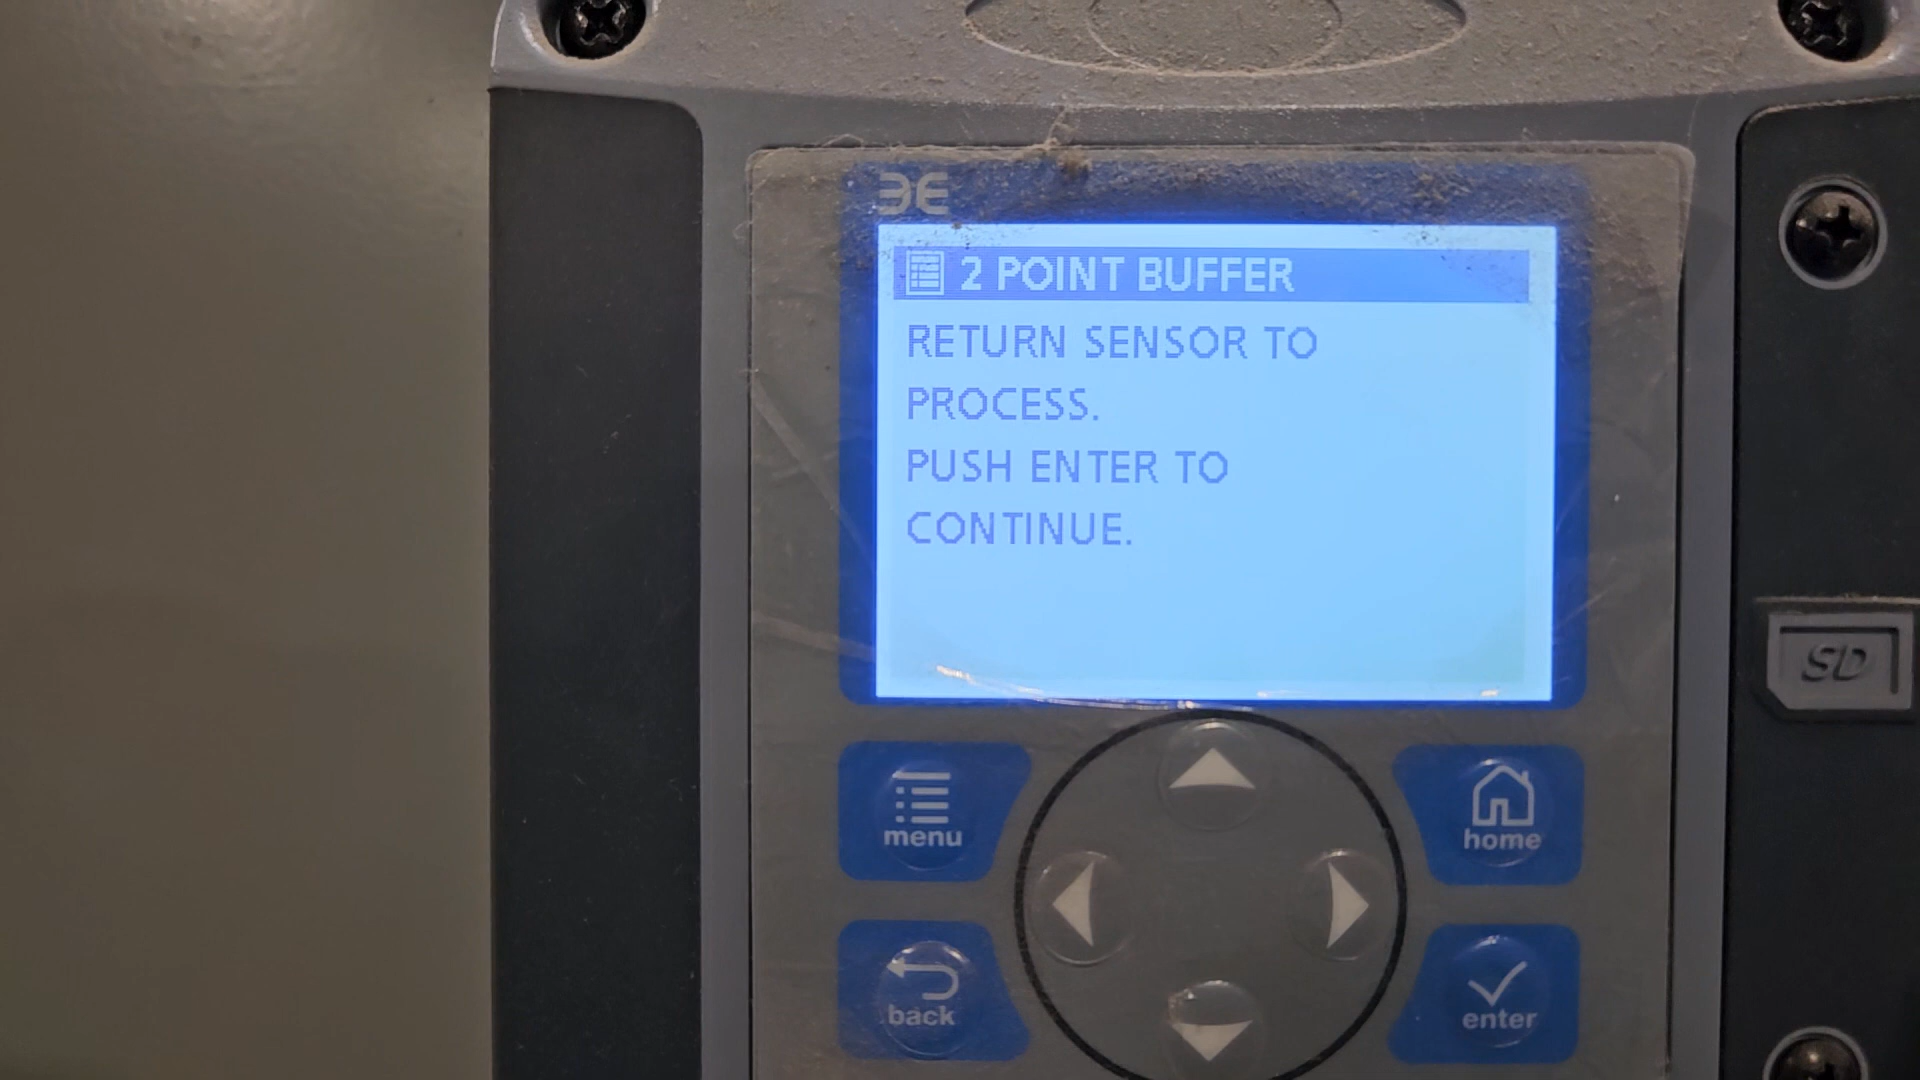 2 POINT BUFFER
RETURN SENSOR TO
PROCESS.
PUSH ENTER TO
CONTINUE.
menu
home
back
enter
SD